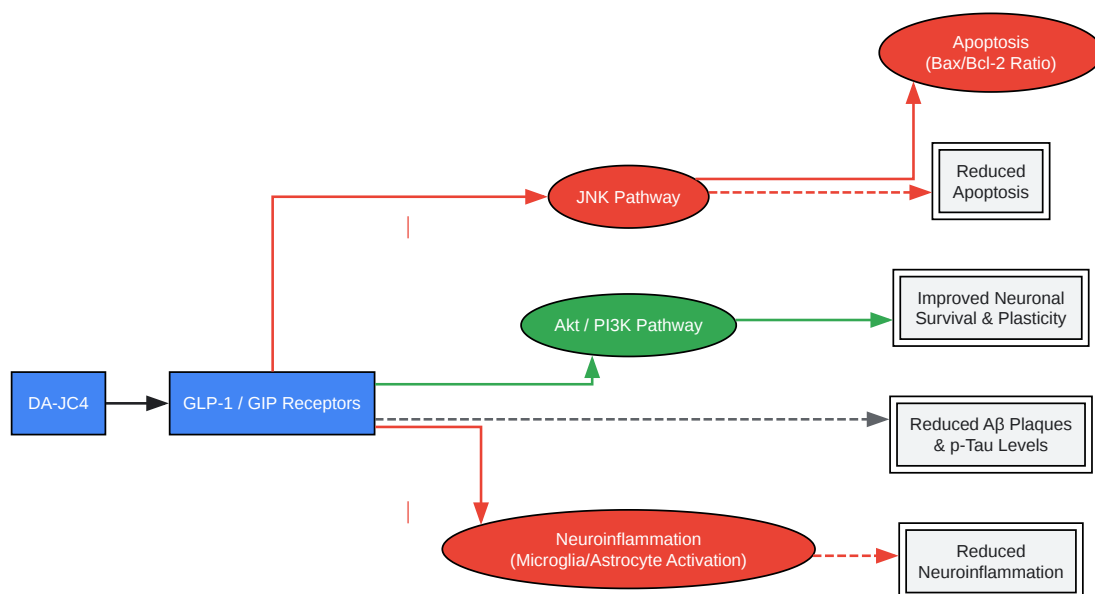 Apoptosis
(Bax/Bcl-2 Ratio)
Reduced
Apoptosis
JNK Pathway
Improved Neuronal
Survival & Plasticity
Akt / PI3K Pathway
DA-JC4
GLP-1 / GIP Receptors
Reduced Aβ Plaques
& p-Tau Levels
Neuroinflammation
(Microglia/Astrocyte Activation)
Reduced
Neuroinflammation